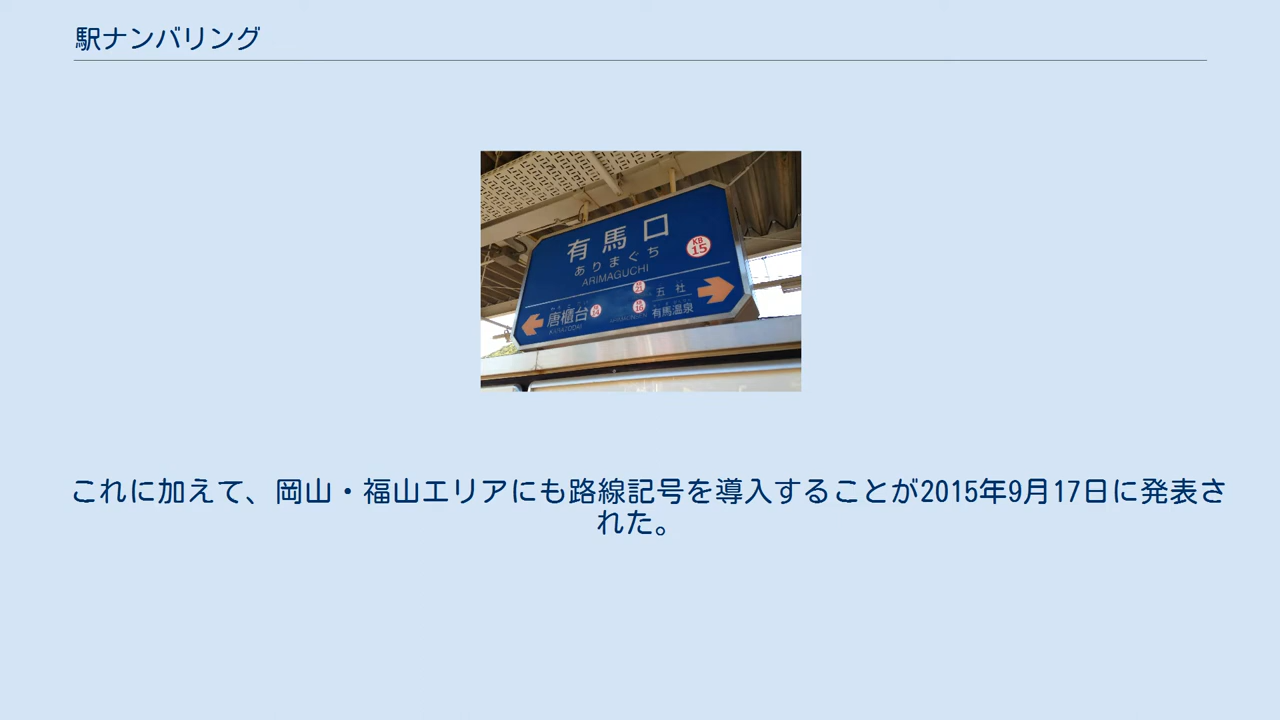 駅ナンバリング
有馬口
ありまぐち
ARIMAGUCHI
KB
15
五社
唐櫃台
有馬温泉
これに加えて、岡山・福山エリアにも路線記号を導入することが2015年9月17日に発表さ
れた。